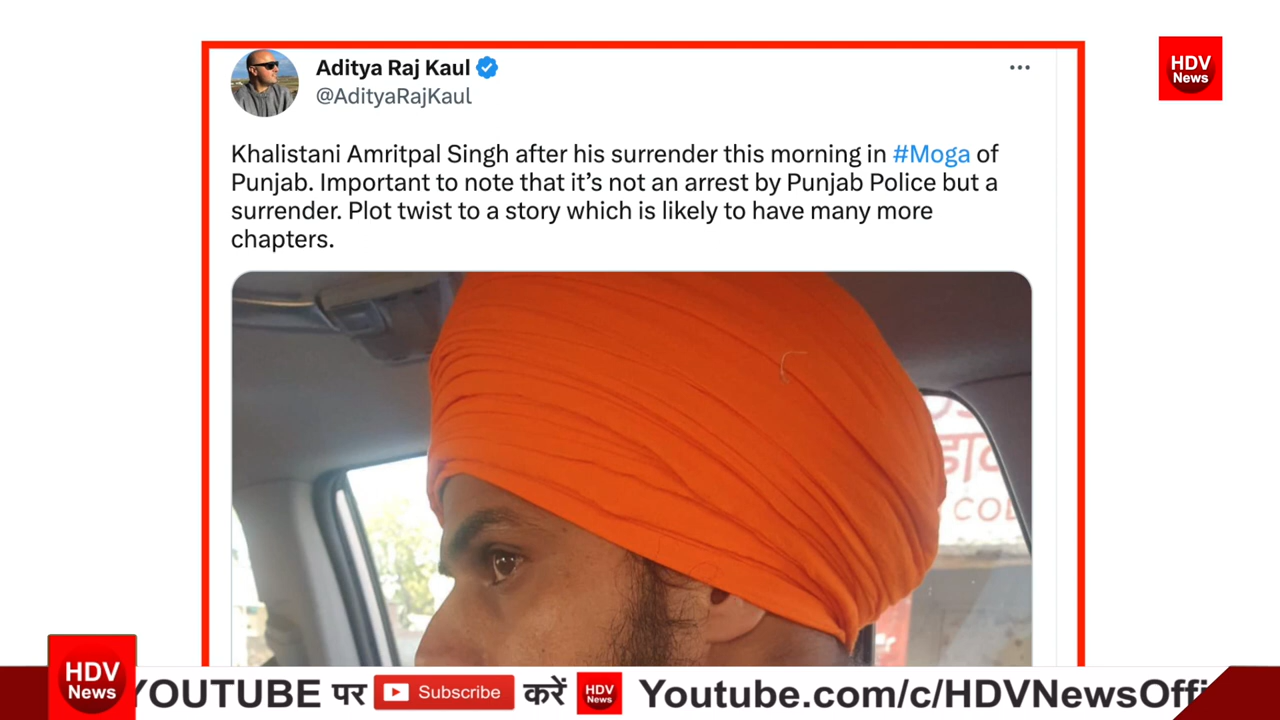 Aditya Raj Kaul
@AdityaRajKaul
HDV
News
Khalistani Amritpal Singh after his surrender this morning in #Moga of
Punjab. Important to note that it’s not an arrest by Punjab Police but a
surrender. Plot twist to a story which is likely to have many more
chapters.
COL
HDV
News
YOUTUBE पर Subscribe करें HDV News Youtube.com/c/HDVNewsOffi